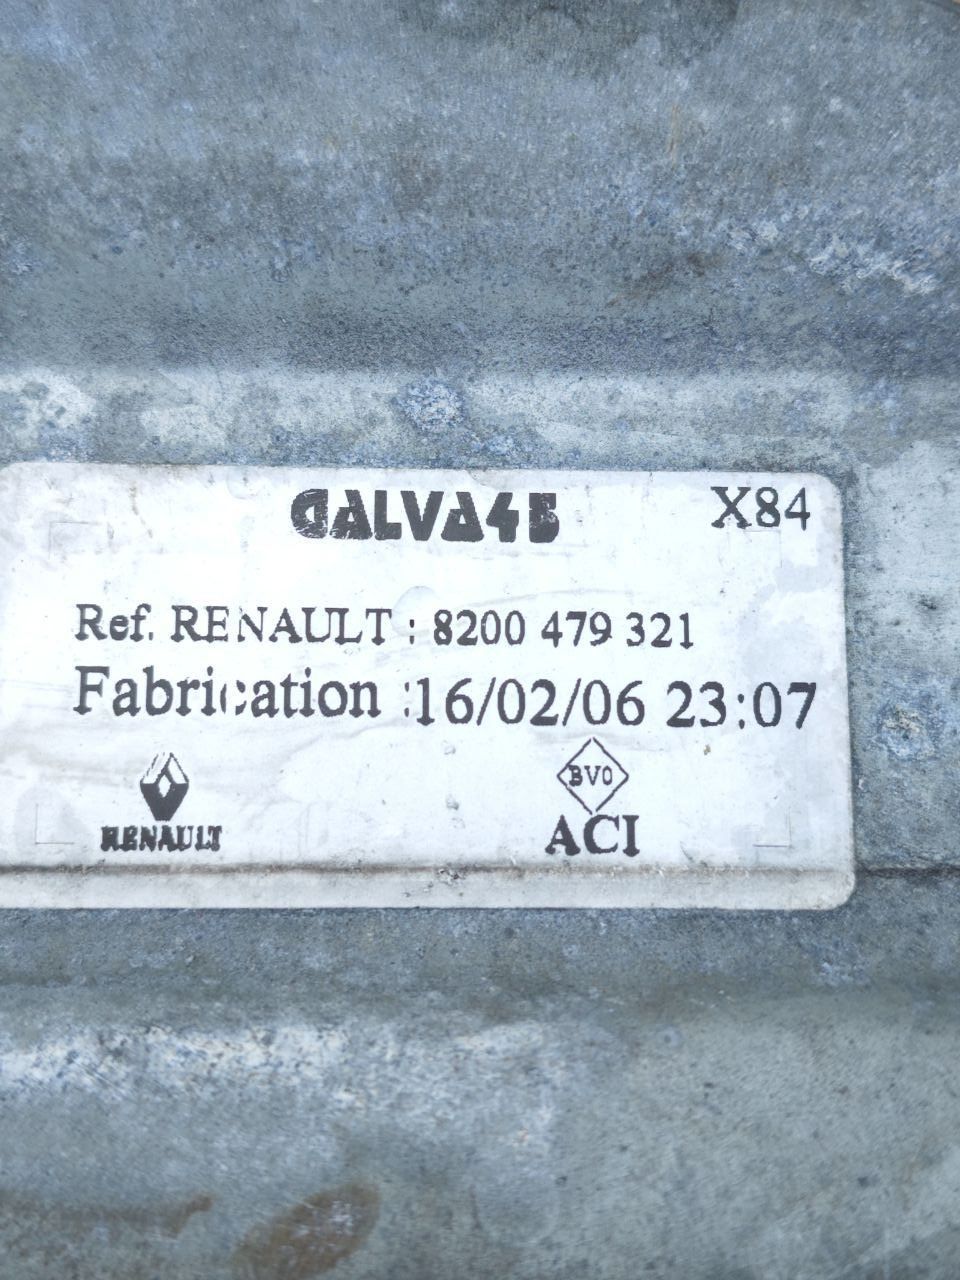 GALVA45 X84
Ref. RENAULT : 8200 479 321
Fabrication : 16/02/06 23:07
RENAULT
BVO
ACI